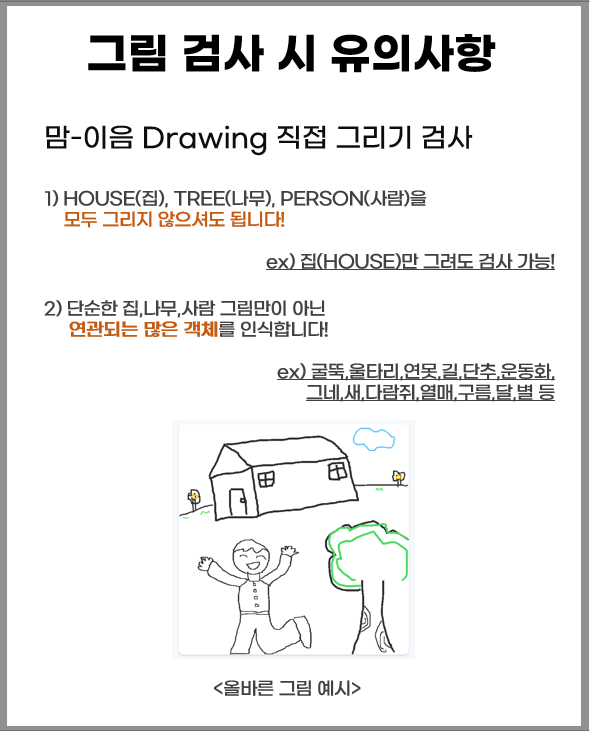 그림 검사 시 유의사항
맘-이음 Drawing 직접 그리기 검사
1) HOUSE(집), TREE(나무), PERSON(사람)을
모두 그리지 않으셔도 됩니다!
ex) 집(HOUSE)만 그려도 검사 가능!
2) 단순한 집,나무,사람 그림만이 아닌
연관되는 많은 객체를 인식합니다!
ex) 굴뚝,울타리,연못,길,단추,운동화,
그네,새,다람쥐,열매,구름,달,별 등
<올바른 그림 예시>